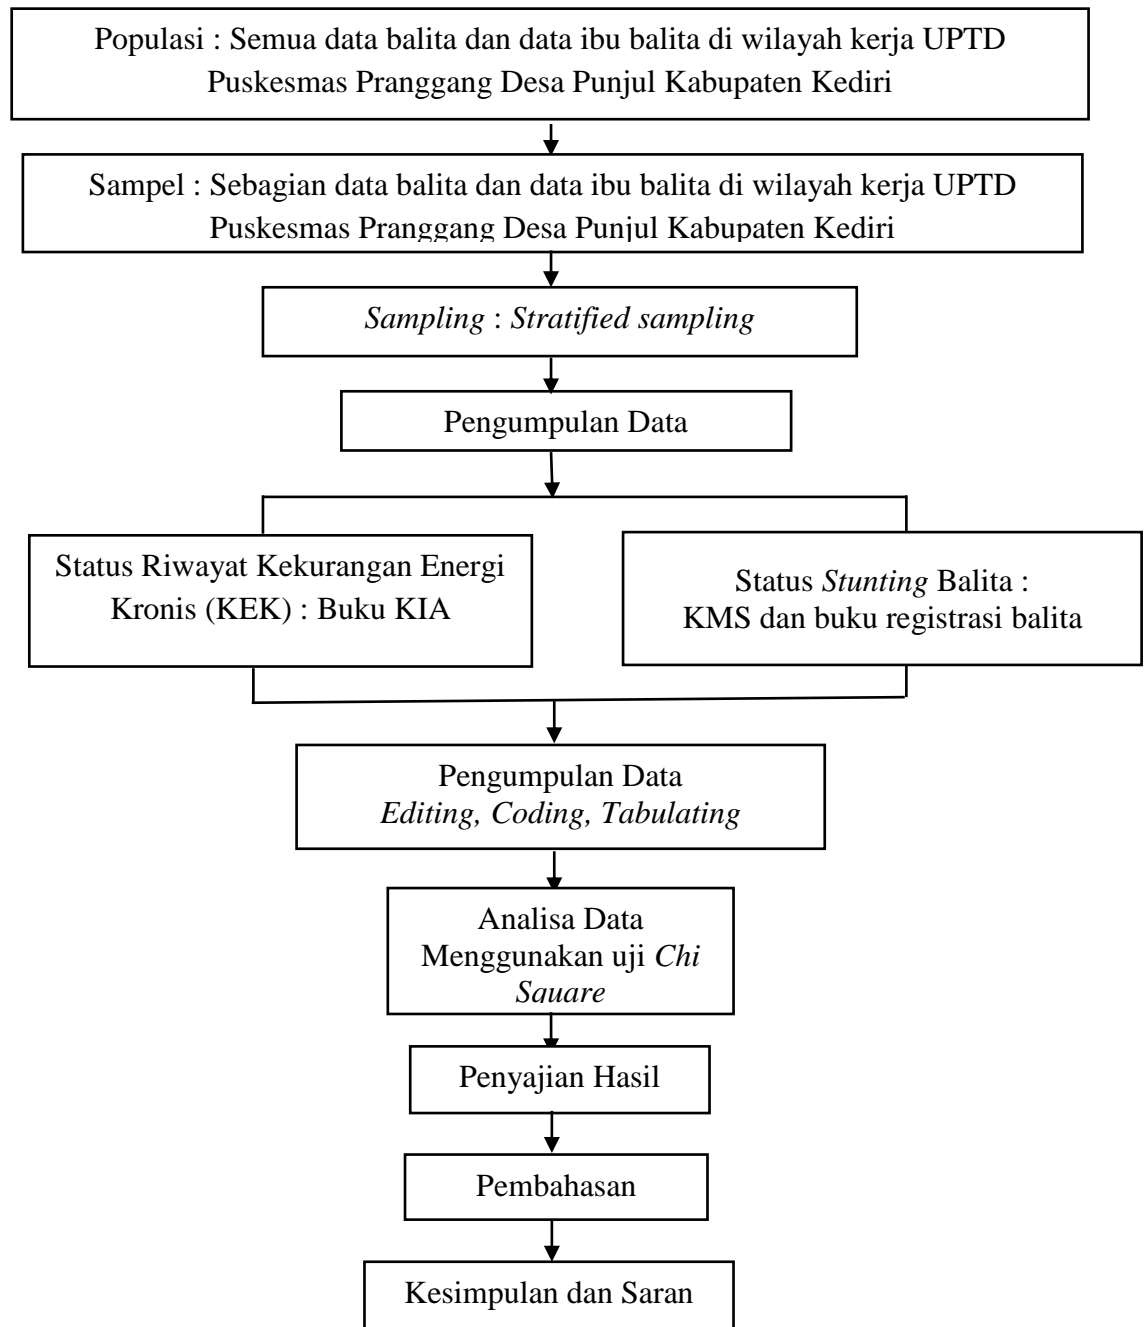 Populasi : Semua data balita dan data ibu balita di wilayah kerja UPTD
Puskesmas Pranggang Desa Punjul Kabupaten Kediri
Sampel : Sebagian data balita dan data ibu balita di wilayah kerja UPTD
Puskesmas Pranggang Desa Punjul Kabupaten Kediri
Sampling : Stratified sampling
Pengumpulan Data
Status Riwayat Kekurangan Energi
Kronis (KEK) : Buku KIA
Status Stunting Balita :
KMS dan buku registrasi balita
Pengumpulan Data
Editing, Coding, Tabulating
Analisa Data
Menggunakan uji Chi
Square
Penyajian Hasil
Pembahasan
Kesimpulan dan Saran